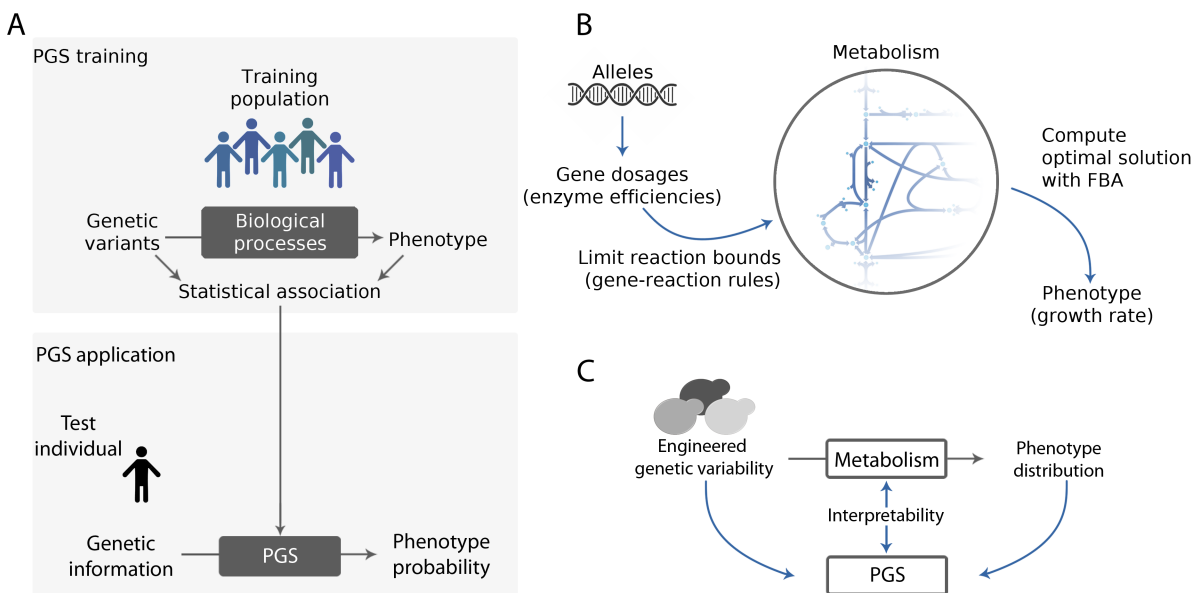 A
PGS training
Training
population
Genetic
variants
Biological
processes
Phenotype
Statistical association
PGS application
Test
individual
Genetic
information
PGS
Phenotype
probability
B
Alleles
Gene dosages
(enzyme efficiencies)
Limit reaction bounds
(gene-reaction rules)
Metabolism
Compute
optimal solution
with FBA
Phenotype
(growth rate)
C
Engineered
genetic variability
Metabolism
Phenotype
distribution
Interpretability
PGS